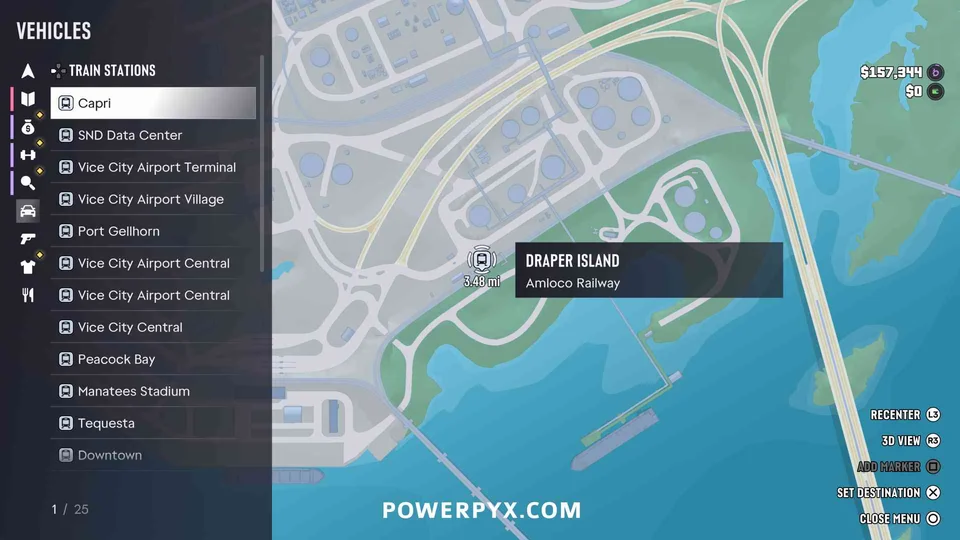 VEHICLES
TRAIN STATIONS
Capri
SND Data Center
Vice City Airport Terminal
Vice City Airport Village
Port Gellhorn
Vice City Airport Central
Vice City Airport Central
Vice City Central
Peacock Bay
Manatees Stadium
Tequesta
Downtown
1 / 25
$157,344
$0
3.48 mi
DRAPER ISLAND
Amloco Railway
RECENTER L3
3D VIEW R3
ADD MARKER
SET DESTINATION
CLOSE MENU
POWERPYX.COM